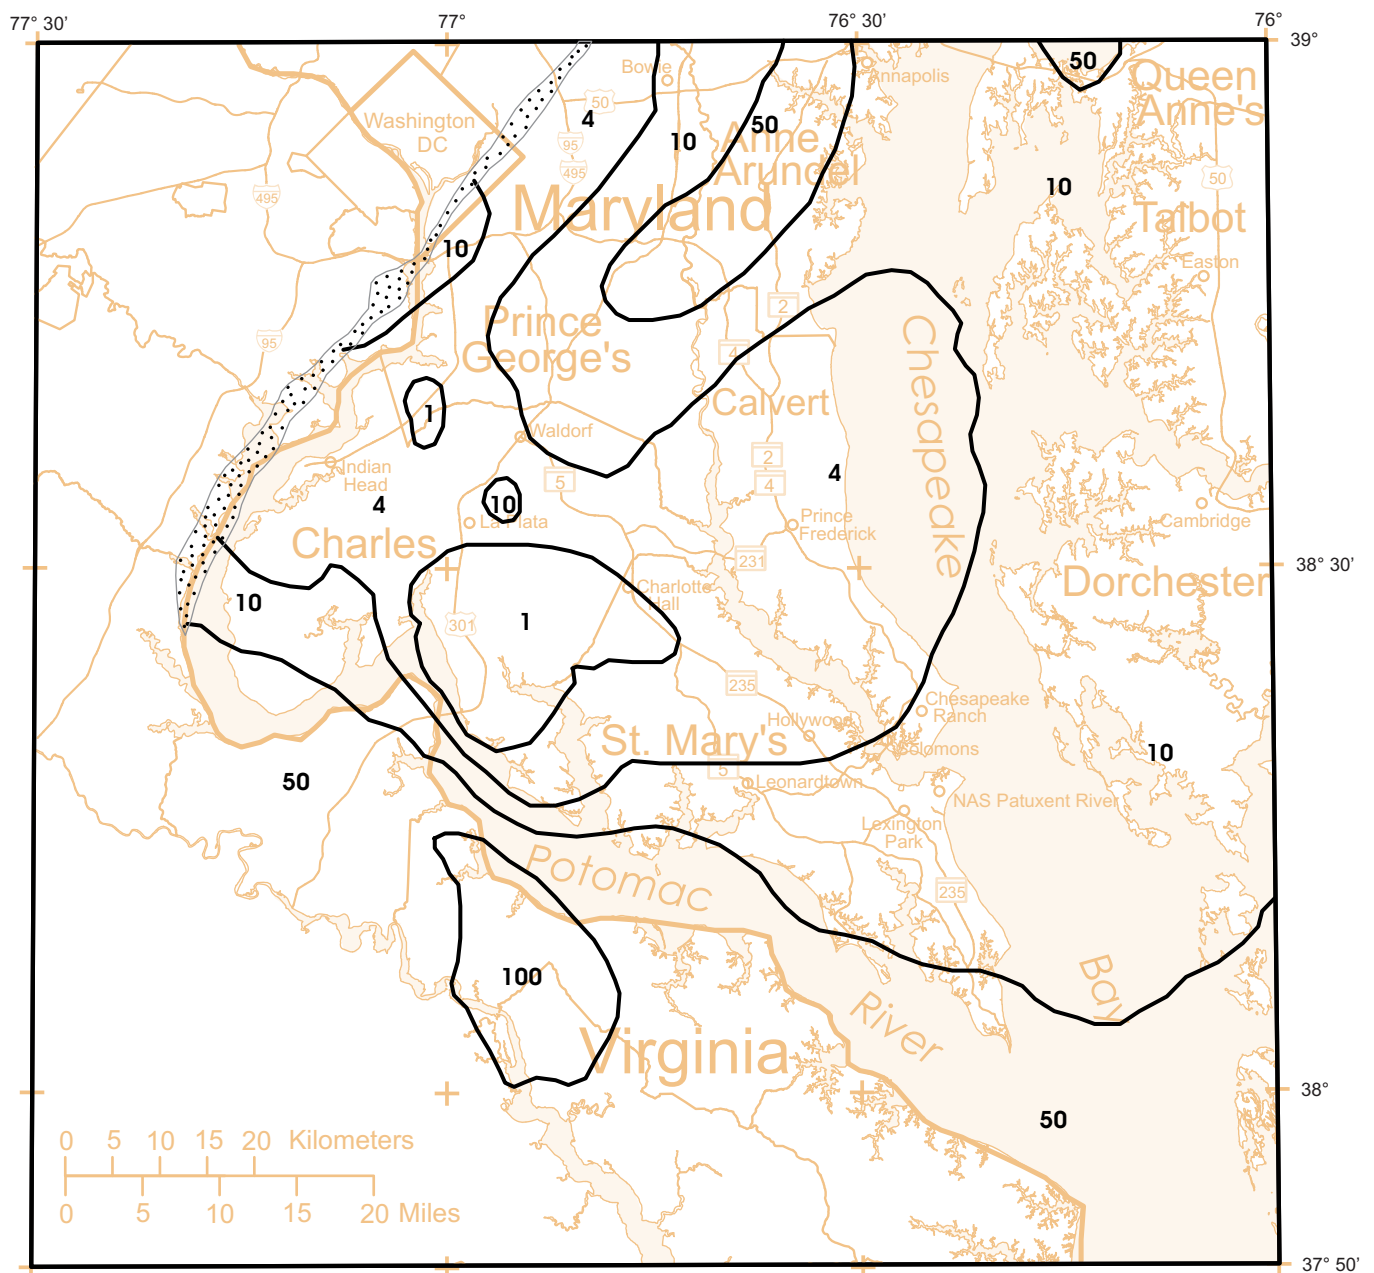 77° 30'
77°
76° 30'
76°
39°
Bowie
Annapolis
50
Queen
Anne's
50
4
50
Washington
DC
95
10
Anne
Arundel
495
50
495
10
Maryland
Talbot
10
Easton
2
Prince
George's
95
4
Chesapeake
Calvert
1
Waldorf
2
4
Indian
Head
5
4
4
10
La Plata
Prince
Frederick
Cambridge
Charles
231
38° 30'
Dorchester
Charlotte
Hall
10
301
1
235
Chesapeake
Ranch
Hollywood
St. Mary's
Solomons
10
5
Leonardtown
50
NAS Patuxent River
Lexington
Park
Potomac
235
100
Bay
River
Virginia
38°
50
0 5 10 15 20 Kilometers
0 5 10 15 20 Miles
37° 50'